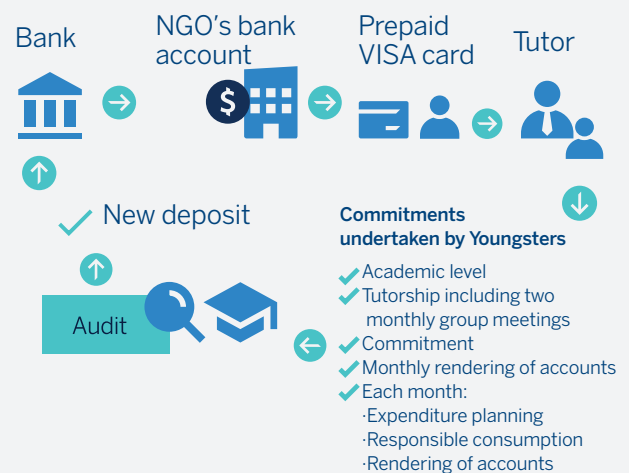 Bank
NGO's bank
account
Prepaid
VISA card
Tutor
$
New deposit
Audit
Commitments
undertaken by Youngsters
Academic level
Tutorship including two
monthly group meetings
Commitment
Monthly rendering of accounts
Each month:
·Expenditure planning
·Responsible consumption
·Rendering of accounts